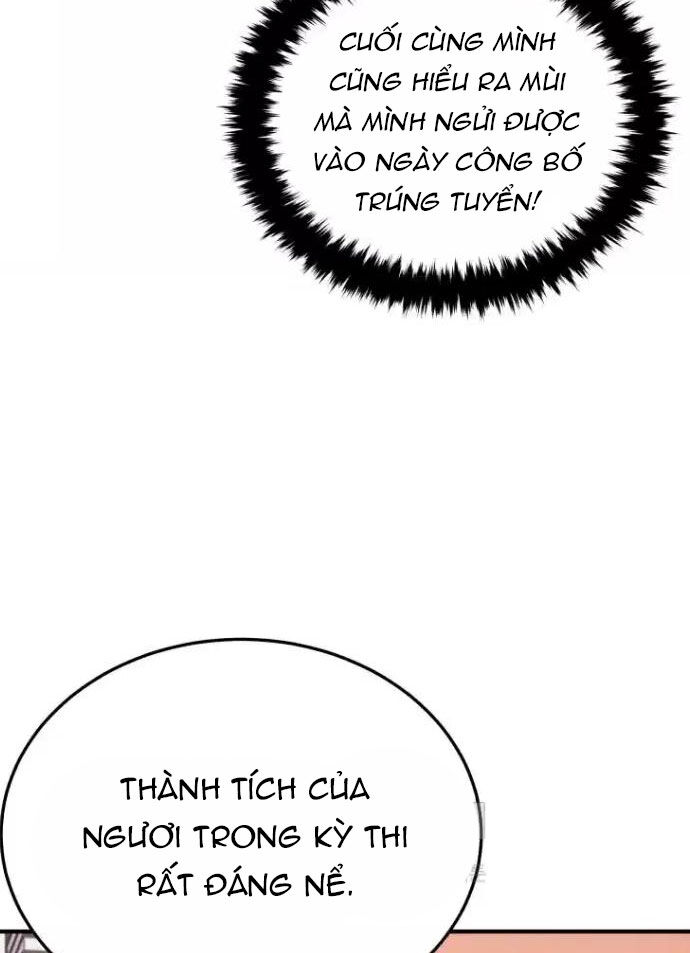 CUỐI CÙNG MÌNH
CŨNG HIỂU RA MÙI
MÀ MÌNH NGỬI ĐƯỢC
VÀO NGÀY CÔNG BỐ
TRÚNG TUYỂN!
THÀNH TÍCH CỦA
NGƯƠI TRONG KỲ THI
RẤT ĐÁNG NỂ.